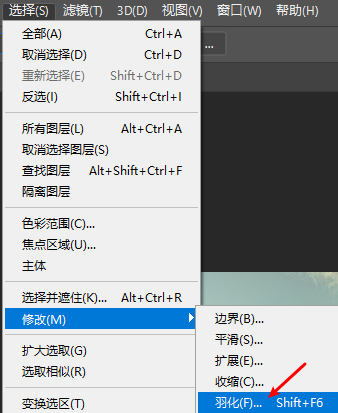 选择(S) 滤镜(T) 3D(D) 视图(V) 窗口(W) 帮助(H)
全部(A) Ctrl+A
取消选择(D) Ctrl+D
重新选择(E) Shift+Ctrl+D
反选(I) Shift+Ctrl+I
...
所有图层(L) Alt+Ctrl+A
取消选择图层(S)
查找图层 Alt+Shift+Ctrl+F
隔离图层
色彩范围(C)...
焦点区域(U)...
主体
选择并遮住(K)... Alt+Ctrl+R
修改(M)
边界(B)...
平滑(S)...
扩展(E)...
收缩(C)...
羽化(F)... Shift+F6
扩大选取(G)
选取相似(R)
变换选区(T)